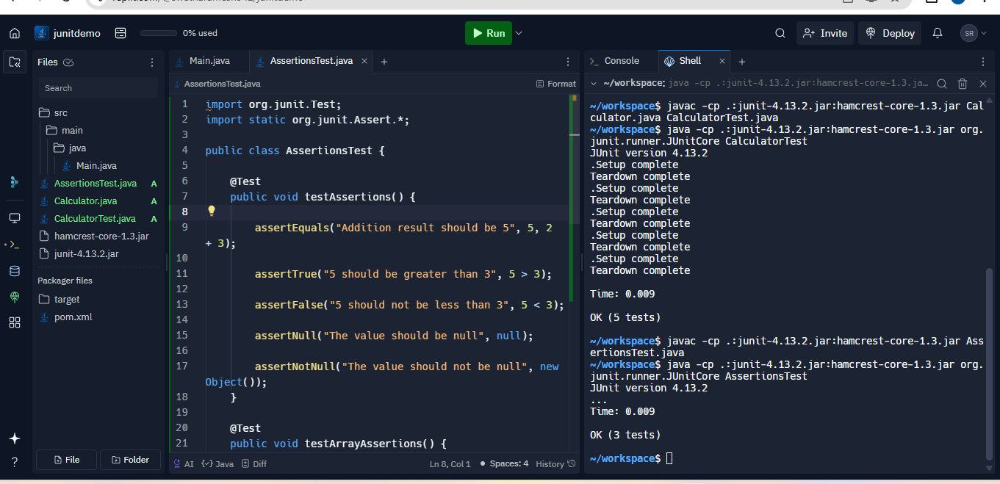 junitdemo
0% used
Run
Invite
Deploy
SR
Files
Search
src
main
java
Main.java
AssertionsTest.java A
Calculator.java A
CalculatorTest.java A
hamcrest-core-1.3.jar
junit-4.13.2.jar
Packager files
target
pom.xml
File
Folder
Main.java
AssertionsTest.java
AssertionsTest.java
Format
1 import org.junit.Test;
2 import static org.junit.Assert.*;
3
4 public class AssertionsTest {
5
6 @Test
7 public void testAssertions() {
8
9 assertEquals("Addition result should be 5", 5, 2
+ 3);
10
11 assertTrue("5 should be greater than 3", 5 > 3);
12
13 assertFalse("5 should not be less than 3", 5 < 3);
14
15 assertNull("The value should be null", null);
16
17 assertNotNull("The value should not be null", new
Object());
18 }
19
20 @Test
21 public void testArrayAssertions() {
AI
Java
Diff
Ln 8, Col 1
Spaces: 4
History
Console
Shell
~/workspace: java -cp .:junit-4.13.2.jar:hamcrest-core-1.3.ja...
~/workspace$ javac -cp .:junit-4.13.2.jar:hamcrest-core-1.3.jar Cal
culator.java CalculatorTest.java
~/workspace$ java -cp .:junit-4.13.2.jar:hamcrest-core-1.3.jar org.
junit.runner.JUnitCore CalculatorTest
JUnit version 4.13.2
.Setup complete
Teardown complete
.Setup complete
Teardown complete
.Setup complete
Teardown complete
.Setup complete
Teardown complete
.Setup complete
Teardown complete
Time: 0.009
OK (5 tests)
~/workspace$ javac -cp .:junit-4.13.2.jar:hamcrest-core-1.3.jar Ass
ertionsTest.java
~/workspace$ java -cp .:junit-4.13.2.jar:hamcrest-core-1.3.jar org.
junit.runner.JUnitCore AssertionsTest
JUnit version 4.13.2
...
Time: 0.009
OK (3 tests)
~/workspace$